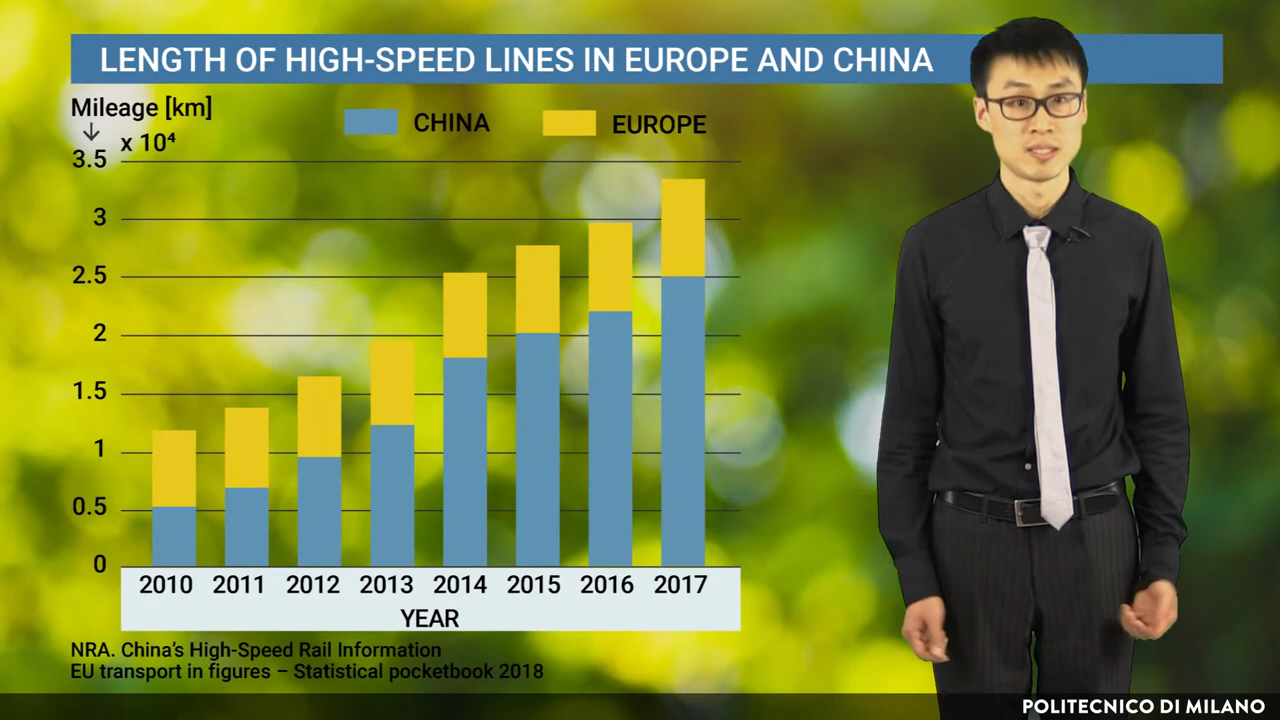 LENGTH OF HIGH-SPEED LINES IN EUROPE AND CHINA
Mileage [km]
↓ x 10⁴
CHINA
EUROPE
3.5
3
2.5
2
1.5
1
0.5
0
2010 2011 2012 2013 2014 2015 2016 2017
YEAR
NRA. China's High-Speed Rail Information
EU transport in figures – Statistical pocketbook 2018
POLITECNICO DI MILANO